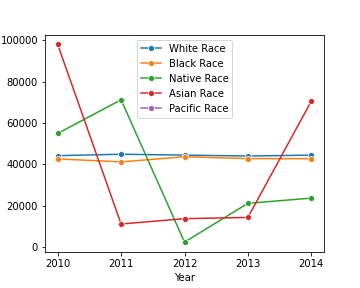 100000
80000
60000
40000
20000
0
White Race
Black Race
Native Race
Asian Race
Pacific Race
2010 2011 2012 2013 2014
Year